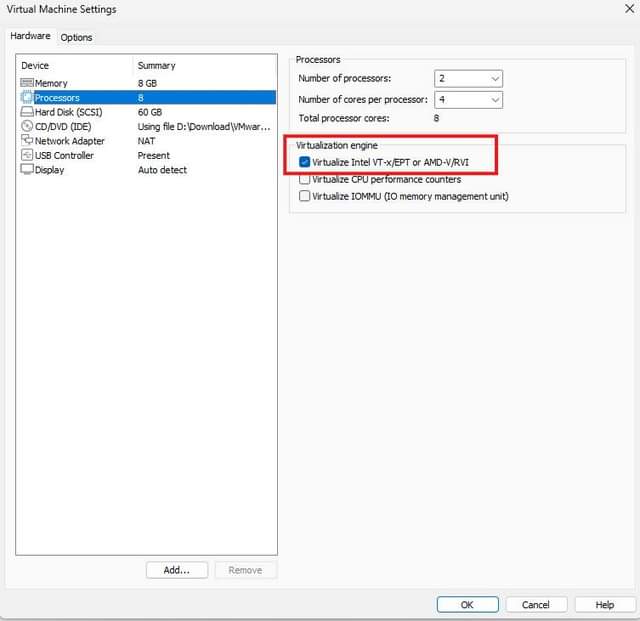 Virtual Machine Settings
Hardware Options
Device Summary
Memory 8 GB
Processors 8
Hard Disk (SCSI) 60 GB
CD/DVD (IDE) Using file D:\Download\VMwar...
Network Adapter NAT
USB Controller Present
Display Auto detect
Add... Remove
Processors
Number of processors: 2
Number of cores per processor: 4
Total processor cores: 8
Virtualization engine
Virtualize Intel VT-x/EPT or AMD-V/RVI
Virtualize CPU performance counters
Virtualize IOMMU (IO memory management unit)
OK Cancel Help